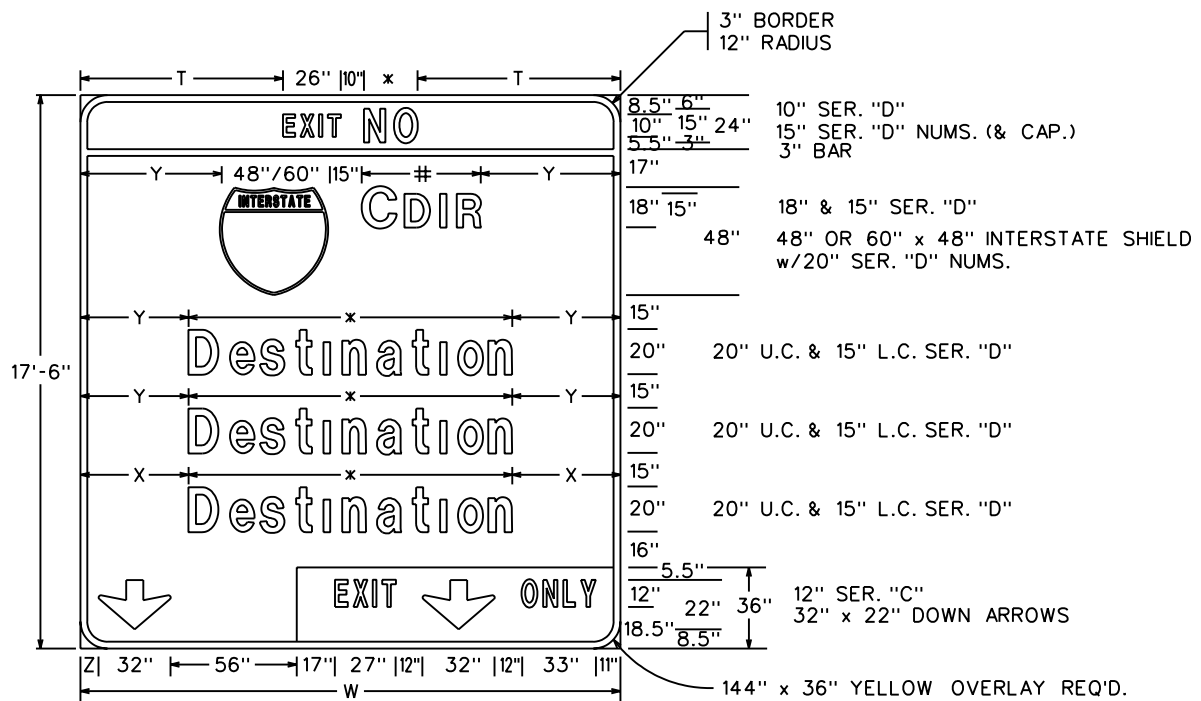 3" BORDER
12" RADIUS
T 26" 10" * T
EXIT NO
8.5" 6"
10" 15" 24"
5.5" 3"
10" SER. "D"
15" SER. "D" NUMS. (& CAP.)
3" BAR
17"
Y 48"/60" 15" # Y
INTERSTATE
CDIR
18" 15"
18" & 15" SER. "D"
48"
48" OR 60" x 48" INTERSTATE SHIELD
w/20" SER. "D" NUMS.
15"
Y * Y
Destination
20"
20" U.C. & 15" L.C. SER. "D"
17'-6"
15"
Y * Y
Destination
20"
20" U.C. & 15" L.C. SER. "D"
15"
X * X
Destination
20"
20" U.C. & 15" L.C. SER. "D"
16"
5.5"
EXIT ONLY
12"
22" 36"
18.5"
8.5"
12" SER. "C"
32" x 22" DOWN ARROWS
Z 32" 56" 17" 27" 12" 32" 12" 33" 11"
W
144" x 36" YELLOW OVERLAY REQ'D.